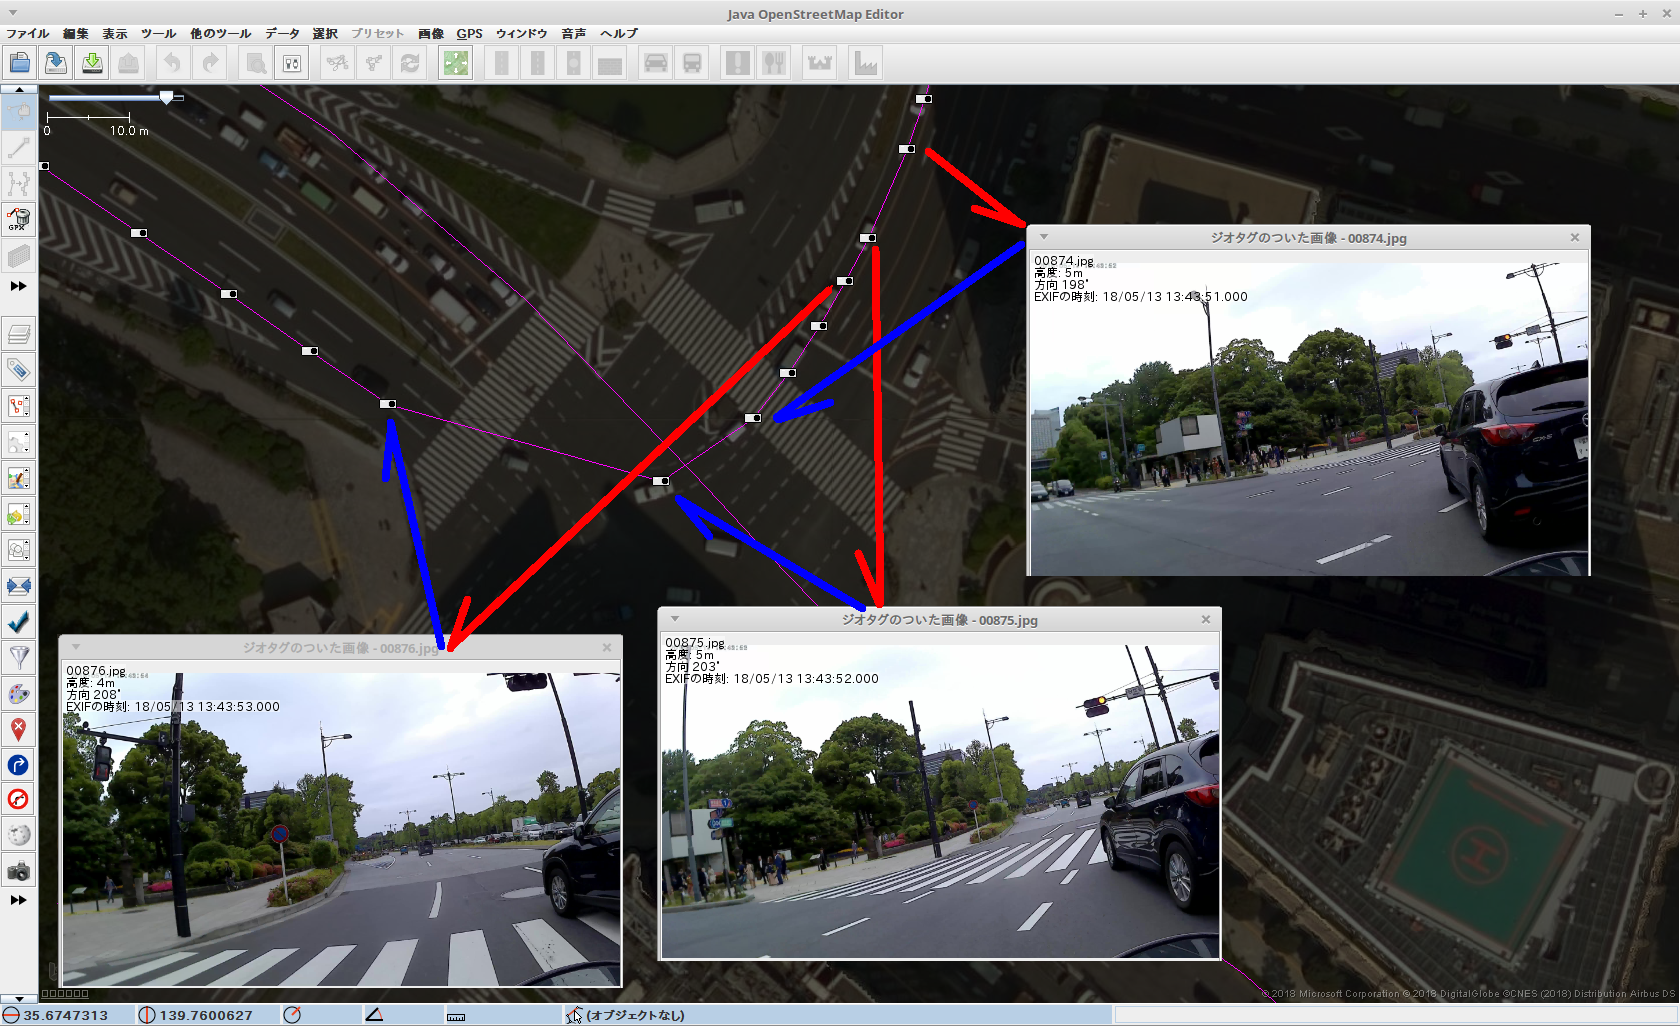 Java OpenStreetMap Editor
ファイル 編集 表示 ツール 他のツール データ 選択 プリセット 画像 GPS ウィンドウ 音声 ヘルプ
0 10.0 m
GPX
ジオタグのついた画像 - 00874.jpg
00874.jpg
高度: 5m
方向 198°
EXIFの時刻: 18/05/13 13:43:51.000
ジオタグのついた画像 - 00875.jpg
00875.jpg
高度: 5m
方向 203°
EXIFの時刻: 18/05/13 13:43:52.000
ジオタグのついた画像 - 00876.jpg
00876.jpg
高度: 4m
方向 208°
EXIFの時刻: 18/05/13 13:43:53.000
H
© 2018 Microsoft Corporation © 2018 DigitalGlobe ©CNES (2018) Distribution Airbus DS
35.6747313 139.7600627 (オブジェクトなし)